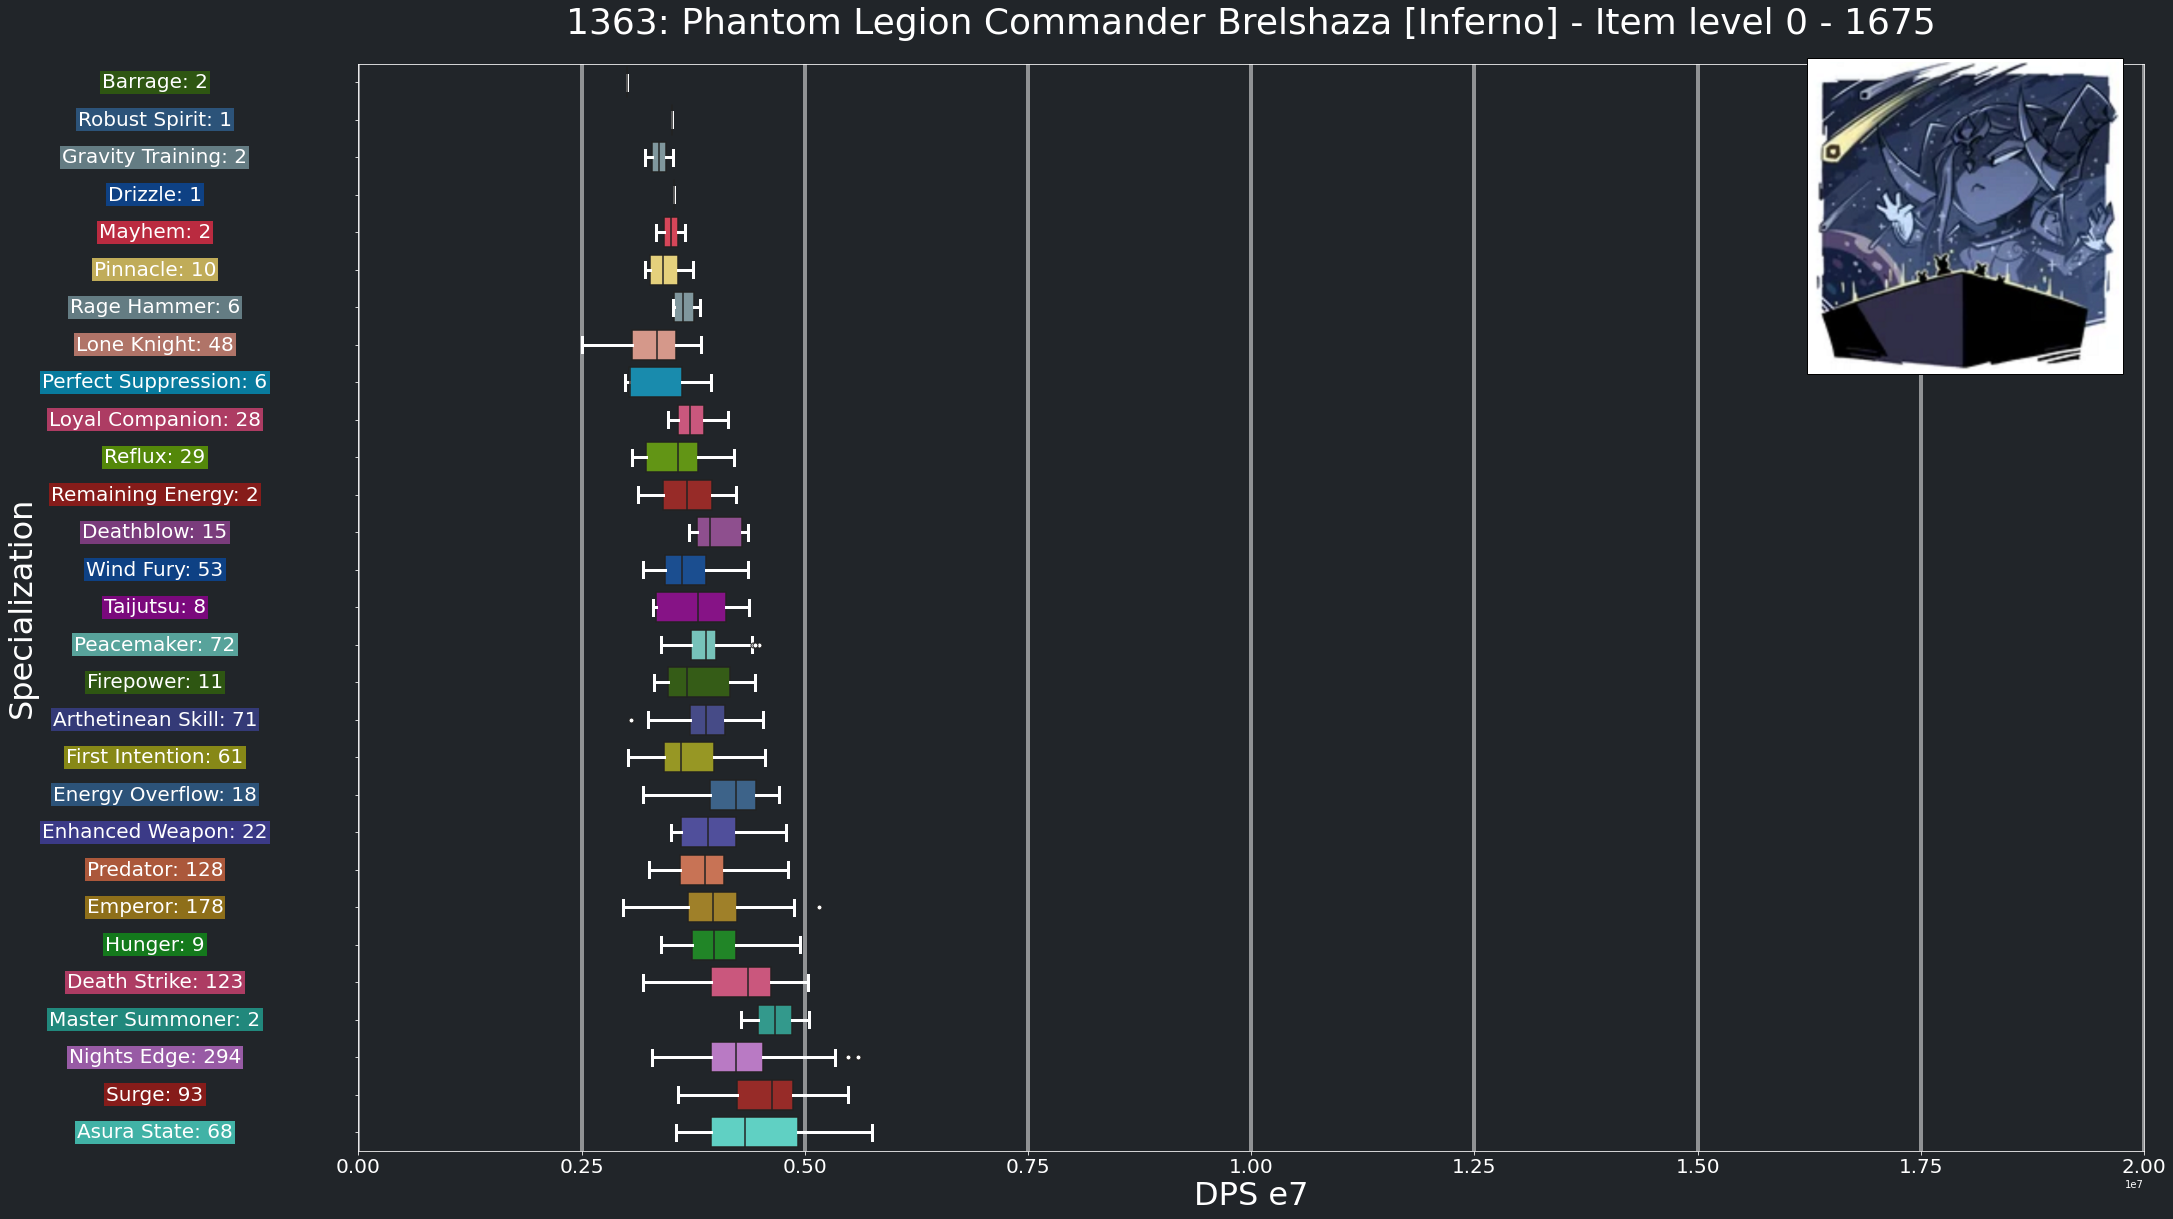 1363: Phantom Legion Commander Brelshaza [Inferno] - Item level 0 - 1675
Barrage: 2
Robust Spirit: 1
Gravity Training: 2
Drizzle: 1
Mayhem: 2
Pinnacle: 10
Rage Hammer: 6
Lone Knight: 48
Perfect Suppression: 6
Loyal Companion: 28
Reflux: 29
Remaining Energy: 2
Deathblow: 15
Wind Fury: 53
Taijutsu: 8
Peacemaker: 72
Firepower: 11
Arthetinean Skill: 71
First Intention: 61
Energy Overflow: 18
Enhanced Weapon: 22
Predator: 128
Emperor: 178
Hunger: 9
Death Strike: 123
Master Summoner: 2
Nights Edge: 294
Surge: 93
Asura State: 68
Specialization
0.00 0.25 0.50 0.75 1.00 1.25 1.50 1.75 2.00
1e7
DPS e7